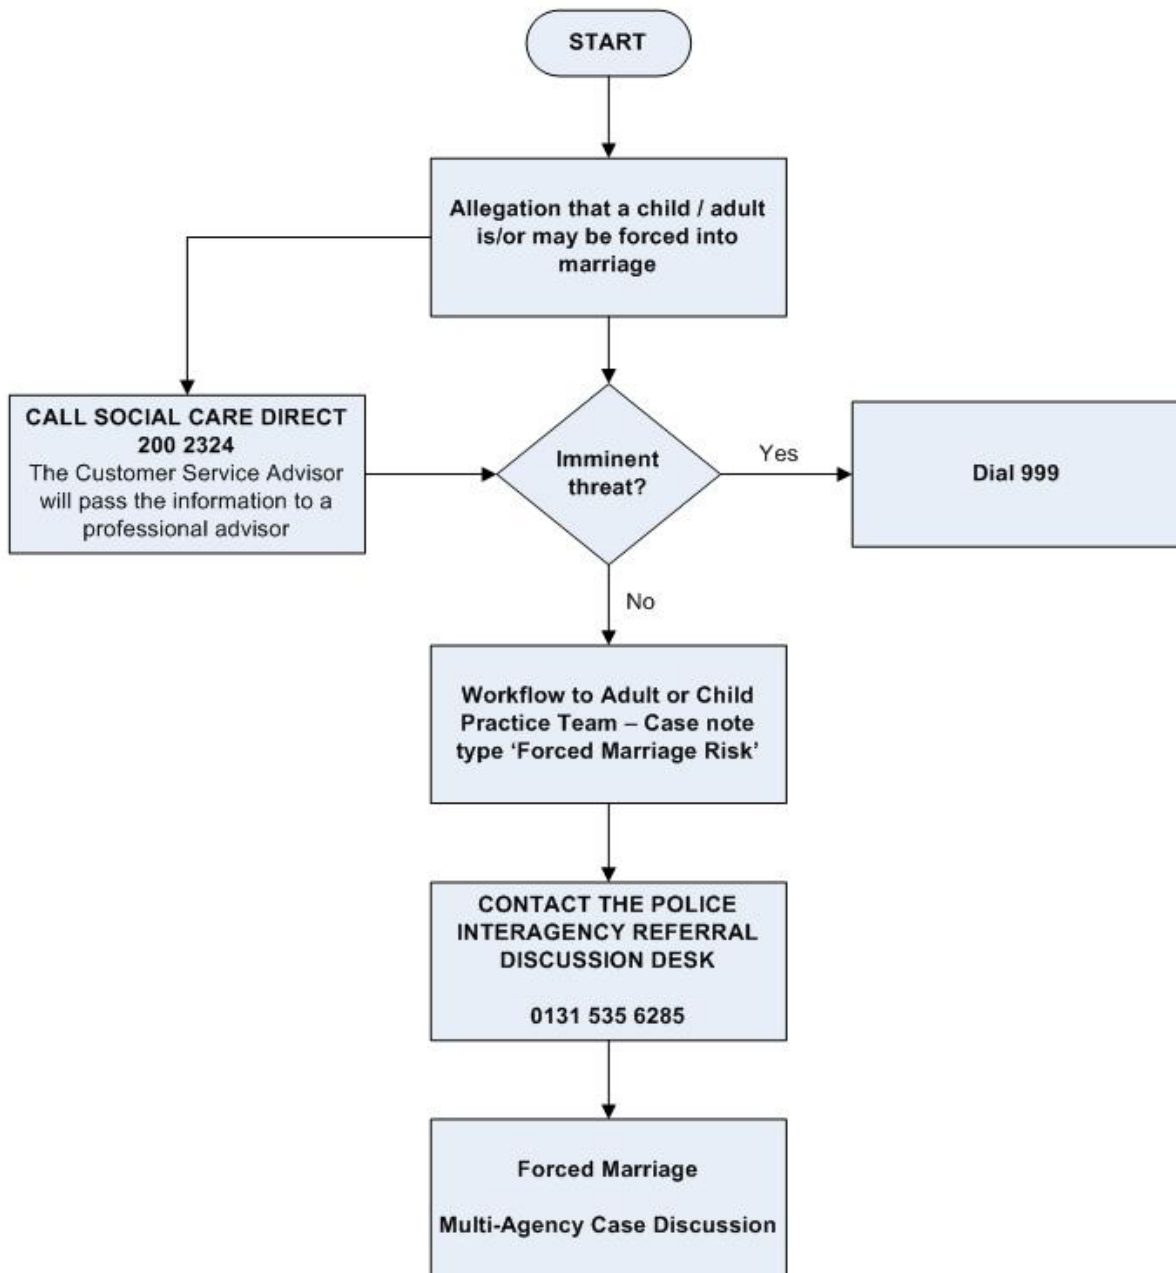 START
Allegation that a child / adult
is/or may be forced into
marriage
CALL SOCIAL CARE DIRECT
200 2324
The Customer Service Advisor
will pass the information to a
professional advisor
Imminent
threat?
Yes
Dial 999
No
Workflow to Adult or Child
Practice Team – Case note
type ‘Forced Marriage Risk’
CONTACT THE POLICE
INTERAGENCY REFERRAL
DISCUSSION DESK
0131 535 6285
Forced Marriage
Multi-Agency Case Discussion